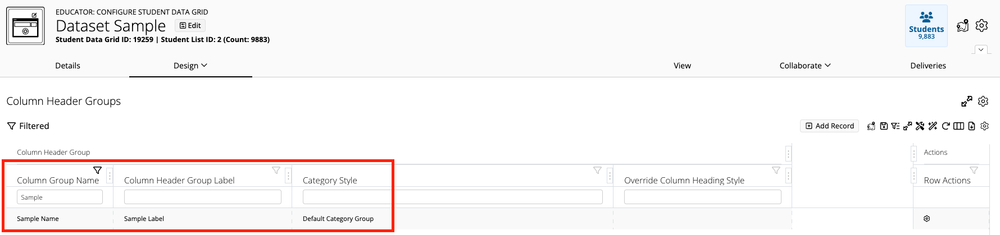 EDUCATOR: CONFIGURE STUDENT DATA GRID
Dataset Sample Edit
Student Data Grid ID: 19259 | Student List ID: 2 (Count: 9883)
Students
9,883
Details Design View Collaborate Deliveries
Column Header Groups
Filtered Add Record
Column Header Group Actions
Column Group Name Column Header Group Label Category Style Override Column Heading Style Row Actions
Sample
Sample Name Sample Label Default Category Group